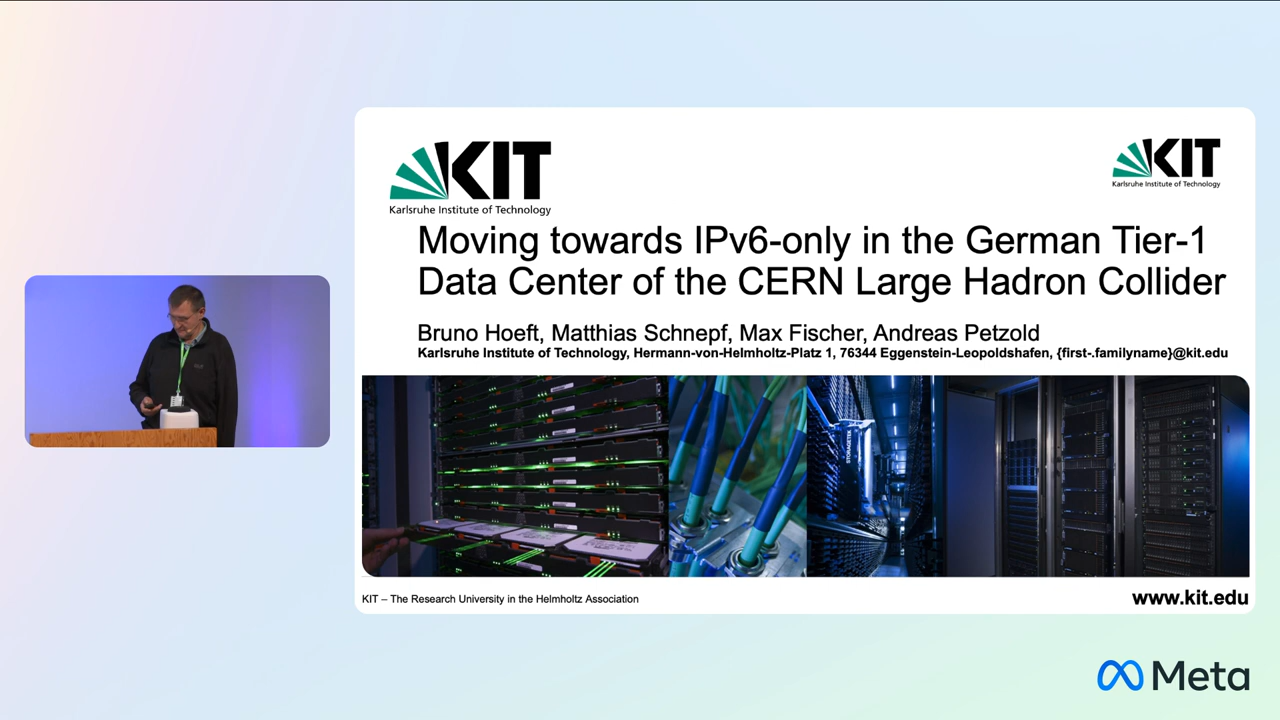 KIT
Karlsruhe Institute of Technology
KIT
Karlsruhe Institute of Technology
Moving towards IPv6-only in the German Tier-1
Data Center of the CERN Large Hadron Collider
Bruno Hoeft, Matthias Schnepf, Max Fischer, Andreas Petzold
Karlsruhe Institute of Technology, Hermann-von-Helmholtz-Platz 1, 76344 Eggenstein-Leopoldshafen, {first-.familyname}@kit.edu
STORAGETEK
KIT – The Research University in the Helmholtz Association
www.kit.edu
Meta